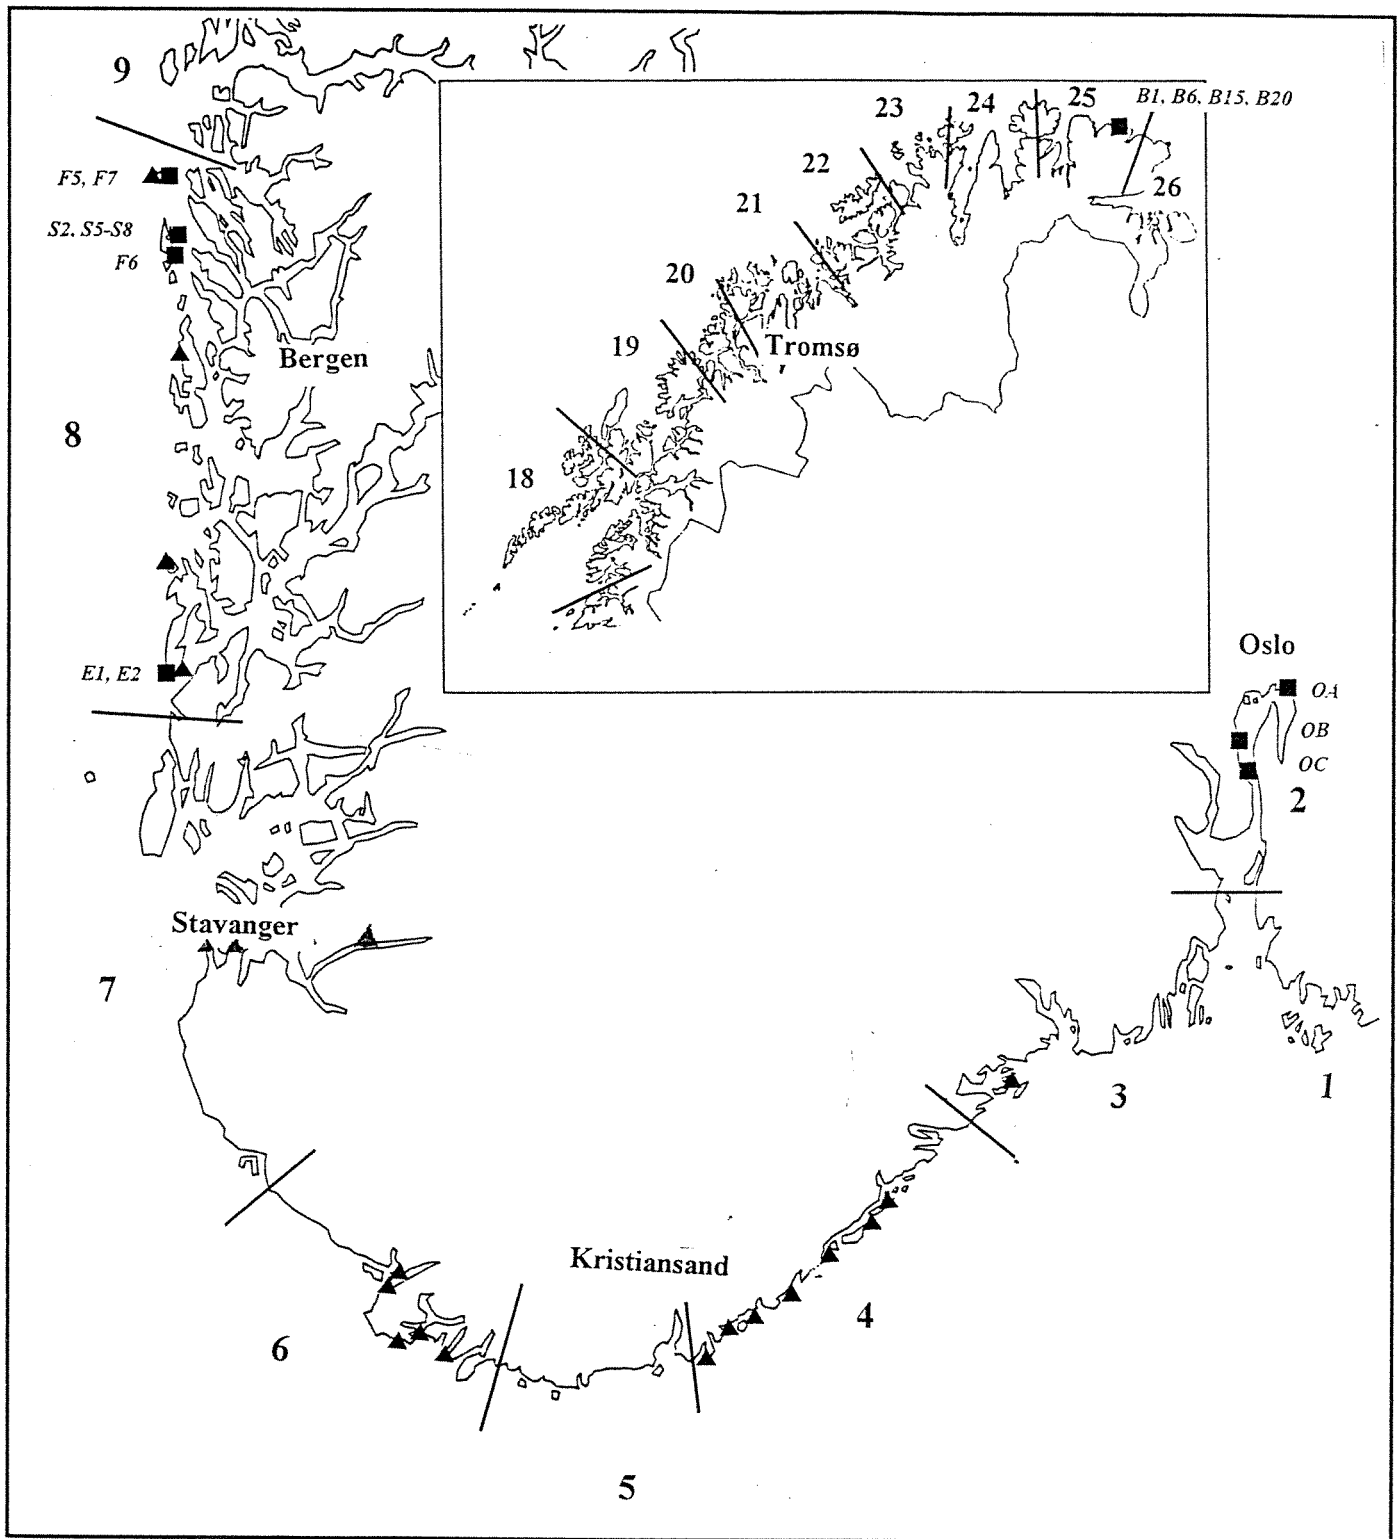 9
23
24
25
B1, B6, B15, B20
22
F5, F7
26
21
S2, S5-S8
F6
20
19
Tromsø
Bergen
8
18
Oslo
E1, E2
OA
OB
OC
2
Stavanger
7
3
1
Kristiansand
4
6
5